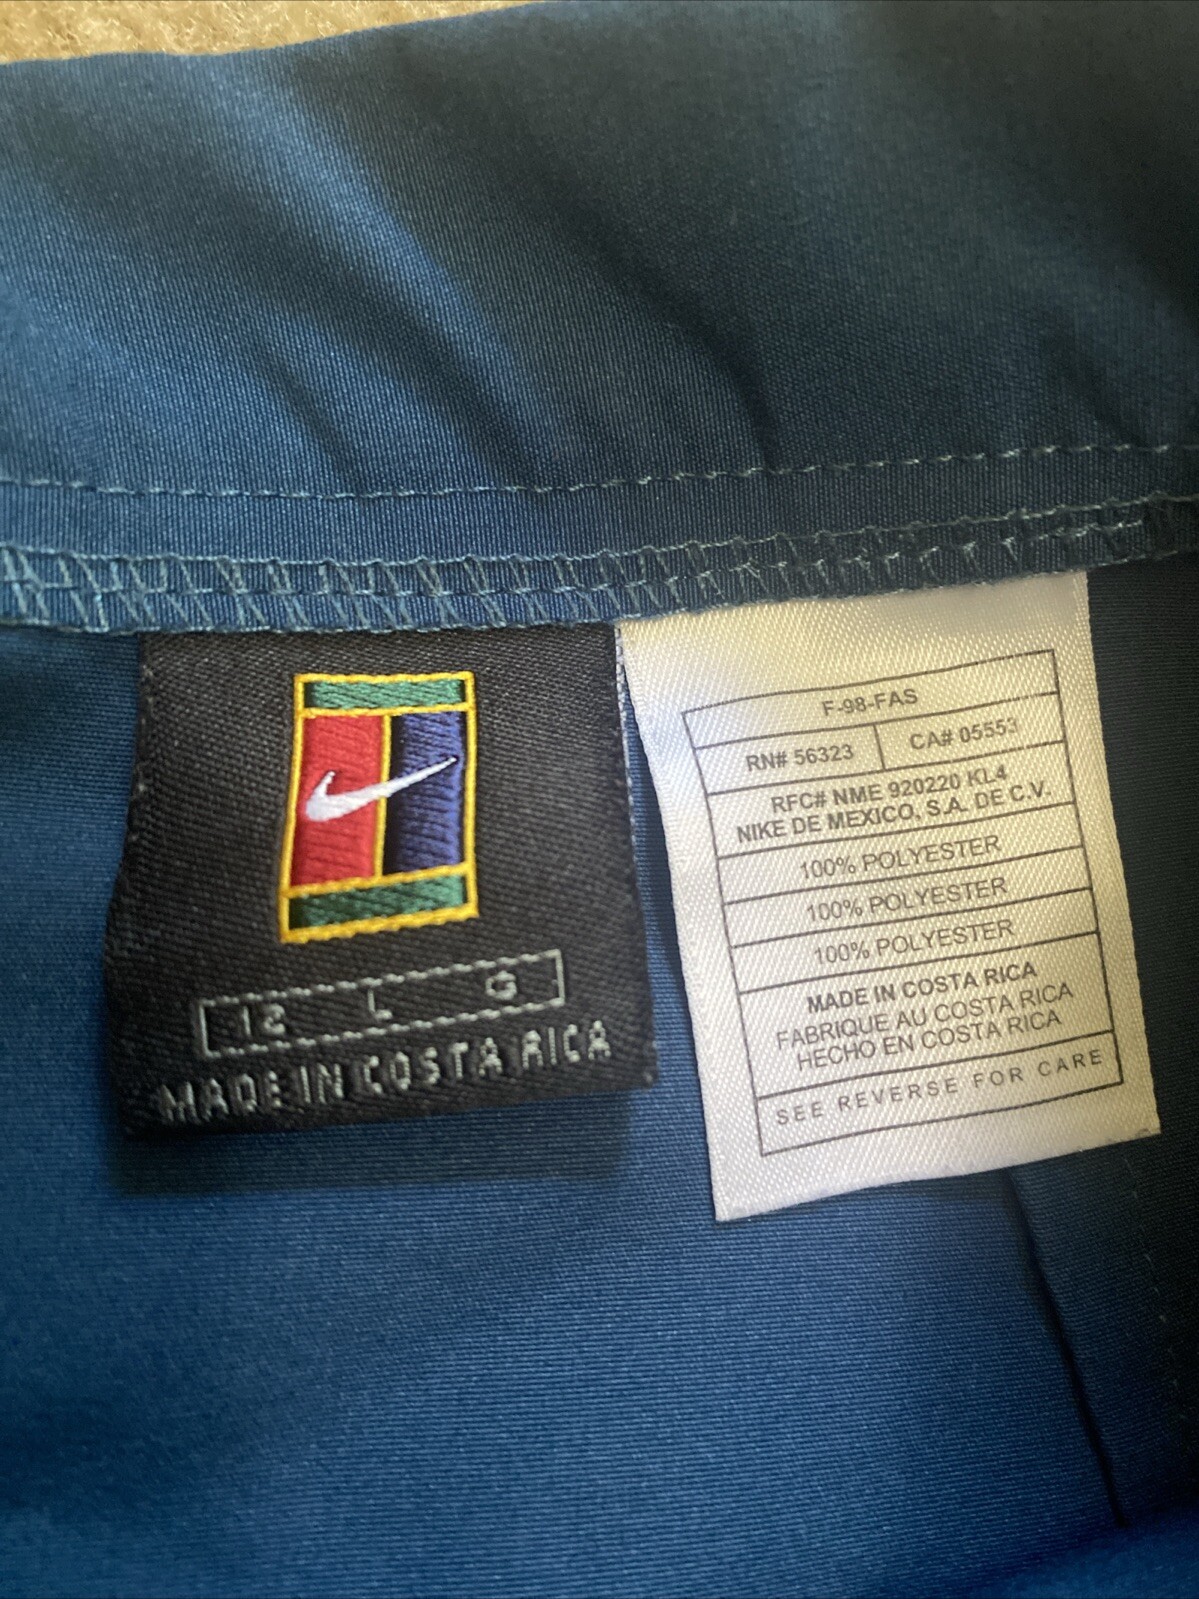 12 L G
MADE IN COSTA RICA
F-98-FAS
RN# 56323 CA# 05553
RFC# NME 920220 KL4
NIKE DE MEXICO, S.A. DE C.V.
100% POLYESTER
100% POLYESTER
100% POLYESTER
MADE IN COSTA RICA
FABRIQUE AU COSTA RICA
HECHO EN COSTA RICA
SEE REVERSE FOR CARE